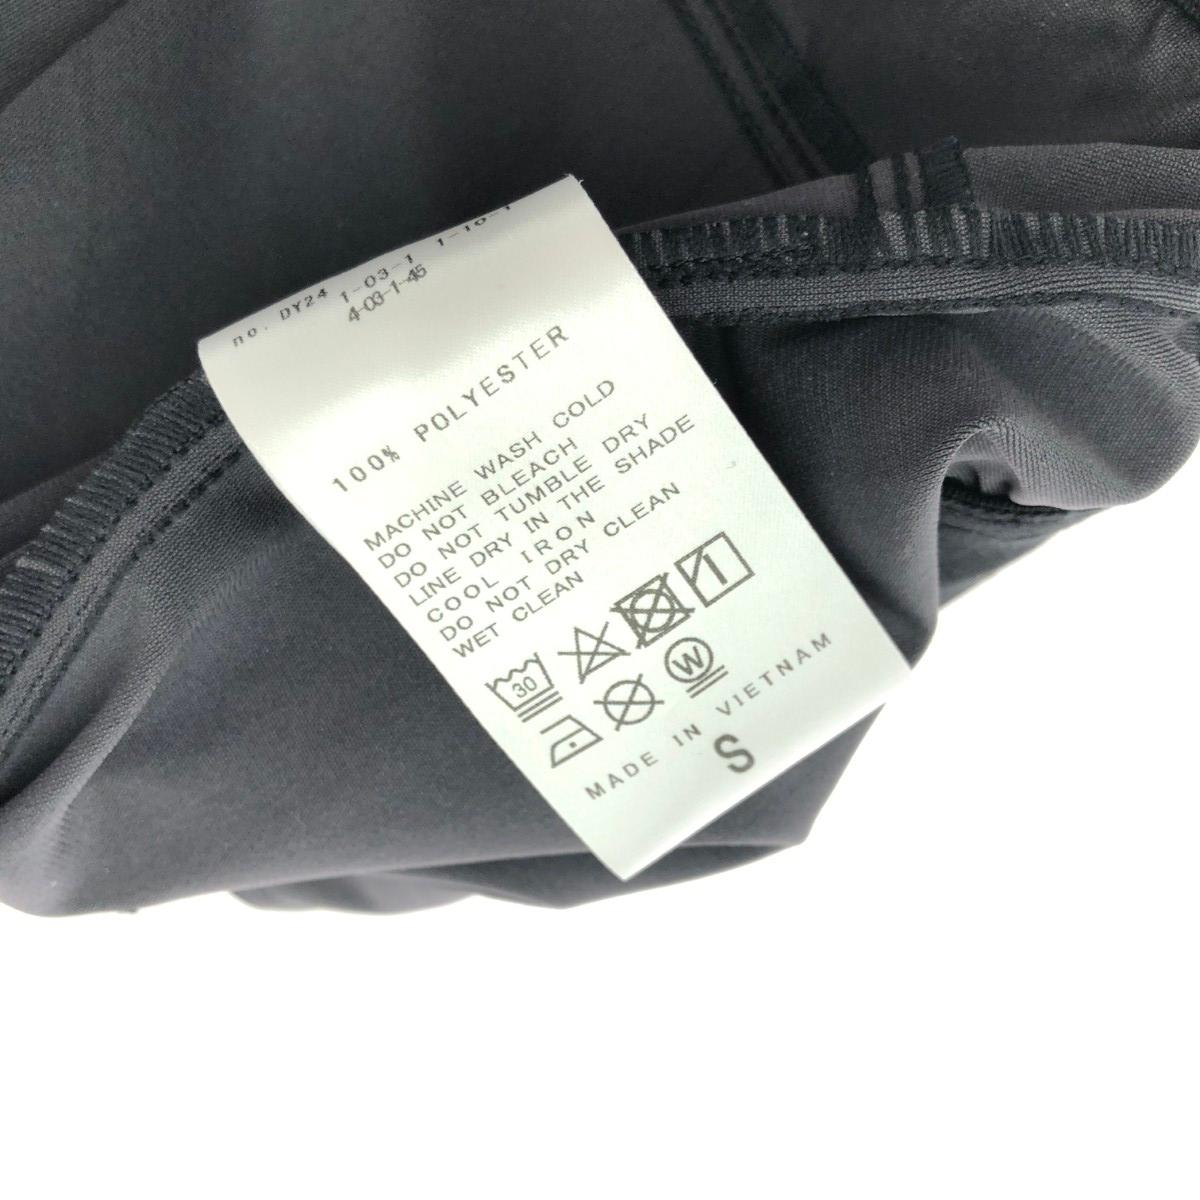 no. DY24 1-03-1 1-10-1
4-03-1-45
100% POLYESTER
MACHINE WASH COLD
DO NOT BLEACH
DO NOT TUMBLE DRY
LINE DRY IN THE SHADE
COOL IRON
DO NOT DRY CLEAN
WET CLEAN
30
W
MADE IN VIETNAM
S